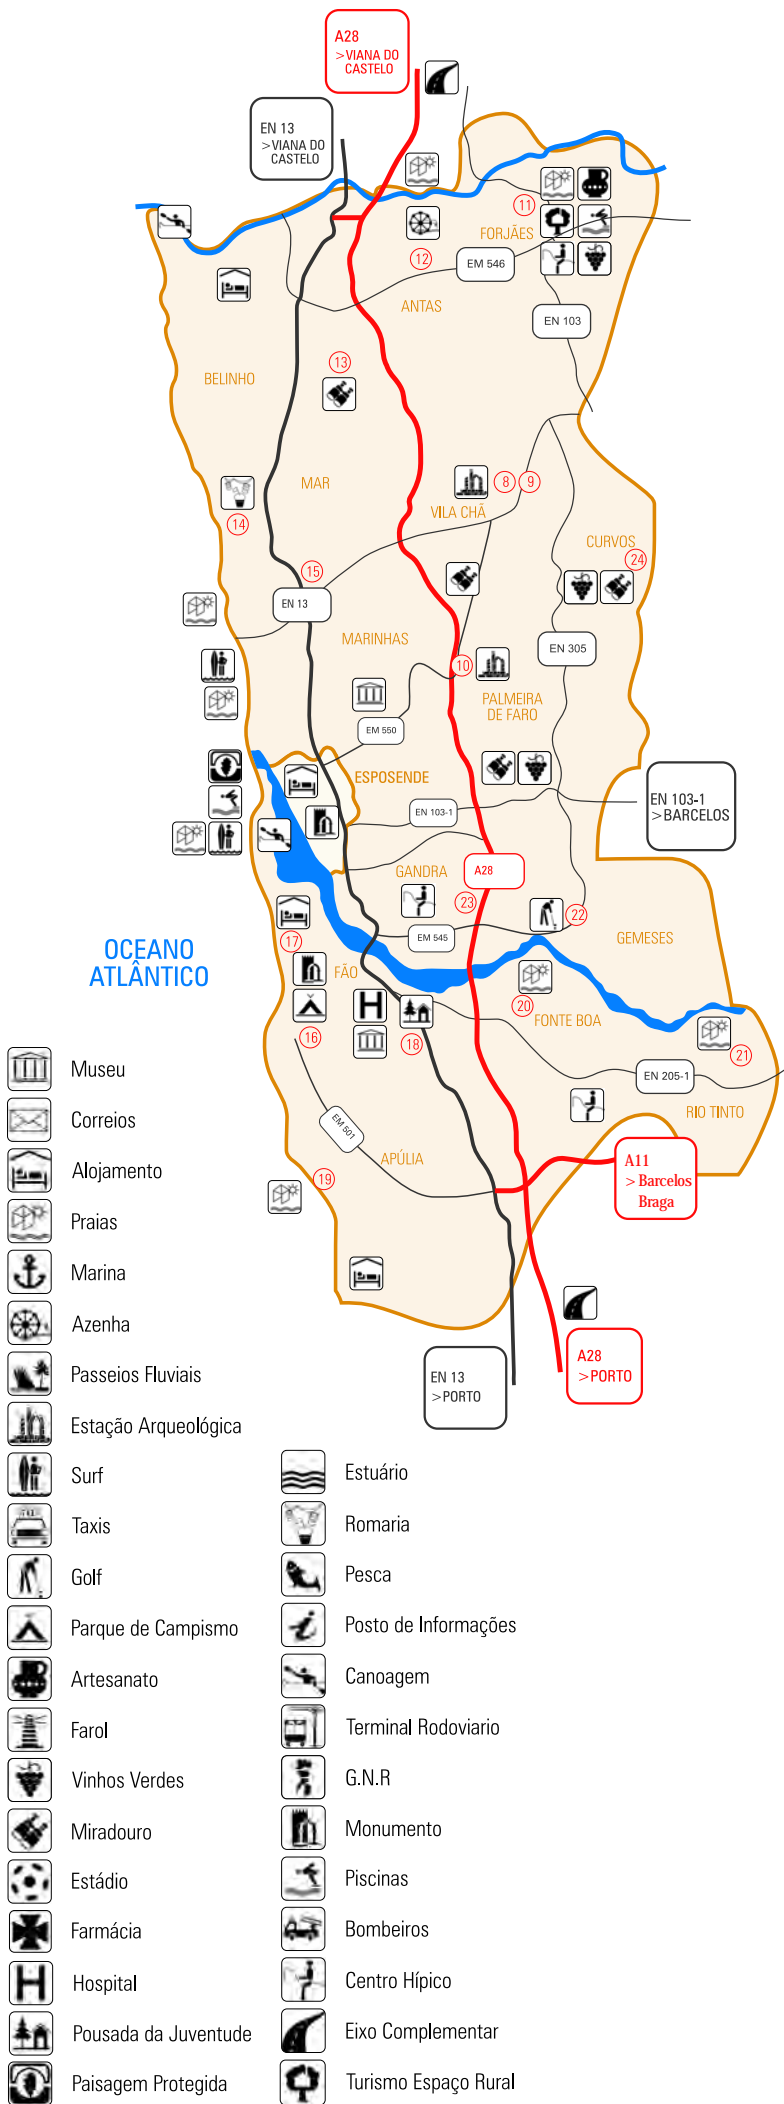 A28
>VIANA DO
CASTELO
EN 13
>VIANA DO
CASTELO
11
FORJÃES
12
EM 546
ANTAS
EN 103
13
BELINHO
MAR
8
9
VILA CHÃ
14
CURVOS
24
15
EN 13
MARINHAS
EN 305
10
PALMEIRA
DE FARO
EM 550
ESPOSENDE
EN 103-1
>BARCELOS
EN 103-1
GANDRA
A28
23
22
EM 545
GEMESES
17
OCEANO
ATLÂNTICO
FÃO
20
FONTE BOA
16
18
21
EN 205-1
RIO TINTO
EM 501
APÚLIA
A11
>Barcelos
Braga
19
A28
>PORTO
EN 13
>PORTO
Museu
Correios
Alojamento
Praias
Marina
Azenha
Passeios Fluviais
Estação Arqueológica
Surf
Taxis
Golf
Parque de Campismo
Artesanato
Farol
Vinhos Verdes
Miradouro
Estádio
Farmácia
Hospital
Pousada da Juventude
Paisagem Protegida
Estuário
Romaria
Pesca
Posto de Informações
Canoagem
Terminal Rodoviario
G.N.R
Monumento
Piscinas
Bombeiros
Centro Hípico
Eixo Complementar
Turismo Espaço Rural